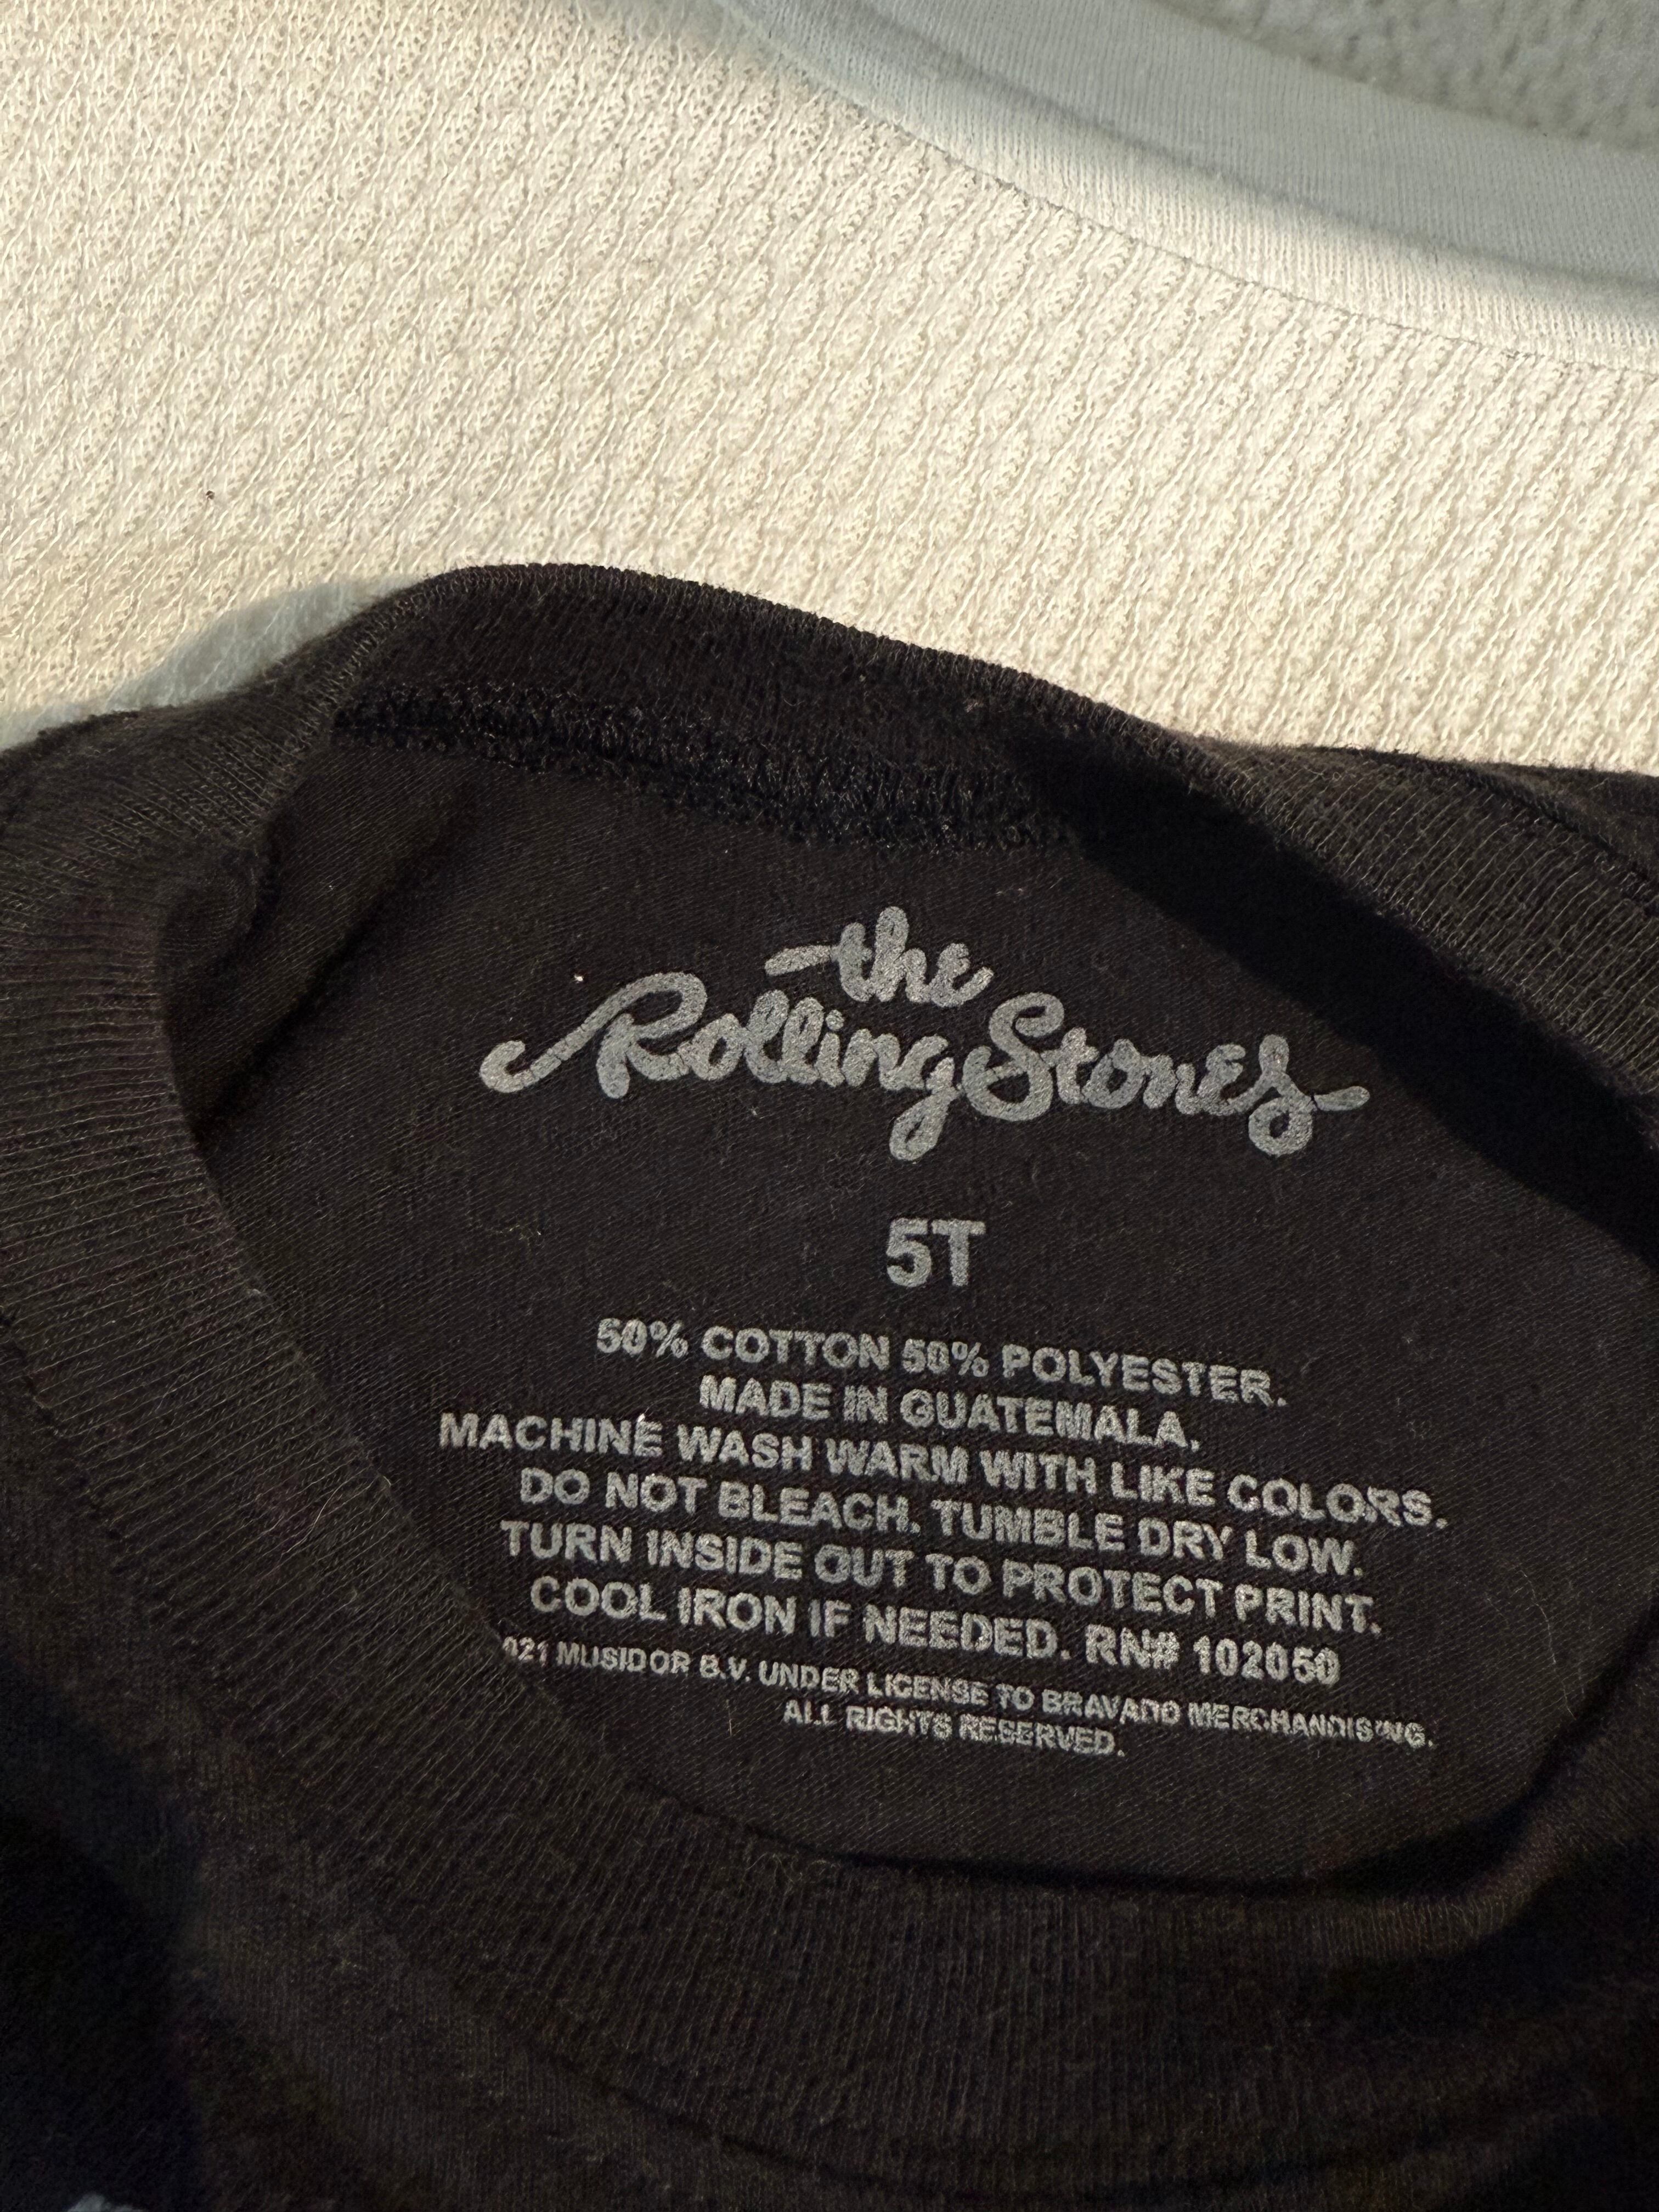 the
Rolling Stones
5T
50% COTTON 50% POLYESTER.
MADE IN GUATEMALA.
MACHINE WASH WARM WITH LIKE COLORS.
DO NOT BLEACH. TUMBLE DRY LOW.
TURN INSIDE OUT TO PROTECT PRINT.
COOL IRON IF NEEDED. RN# 102050
021 MUSIDOR B.V. UNDER LICENSE TO BRAVADO MERCHANDISING.
ALL RIGHTS RESERVED.